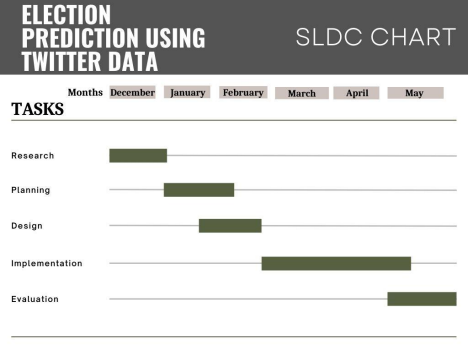 ELECTION
PREDICTION USING
TWITTER DATA
SLDC CHART
Months December January February March April May
TASKS
Research
Planning
Design
Implementation
Evaluation